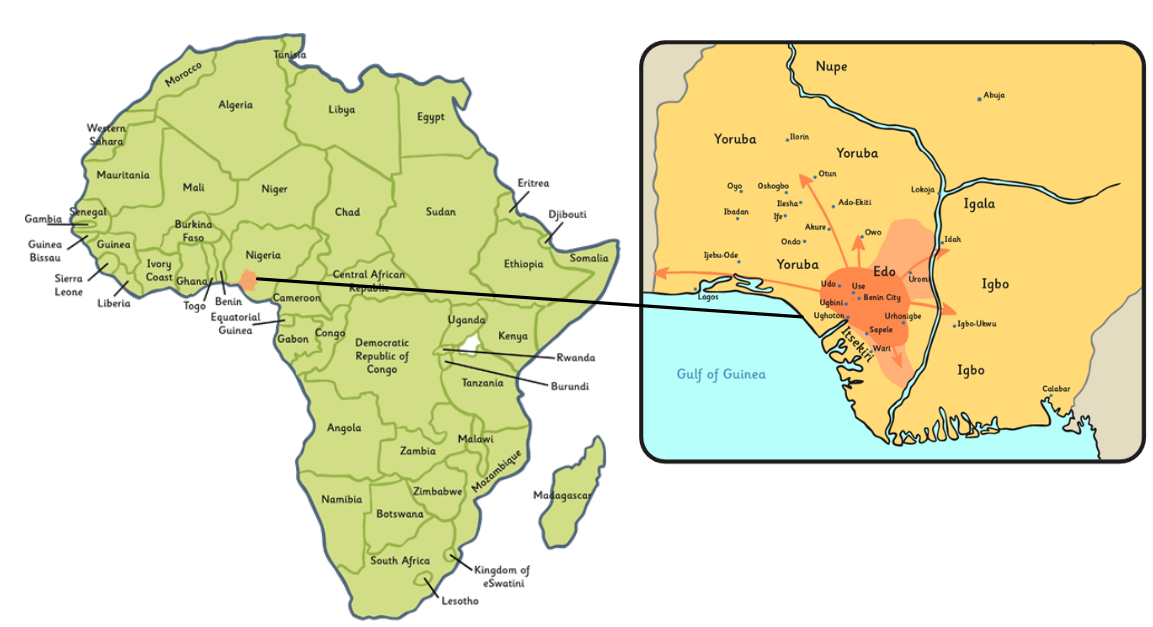 Tunisia
Morocco
Algeria
Libya
Egypt
Western
Sahara
Mauritania
Mali
Niger
Chad
Sudan
Eritrea
Djibouti
Senegal
Gambia
Guinea
Bissau
Guinea
Burkina
Faso
Sierra
Leone
Liberia
Ivory
Coast
Ghana
Togo
Benin
Nigeria
Equatorial
Guinea
Cameroon
Central African
Republic
Ethiopia
Somalia
Gabon
Congo
Democratic
Republic of
Congo
Uganda
Kenya
Rwanda
Burundi
Tanzania
Angola
Zambia
Malawi
Mozambique
Zimbabwe
Namibia
Botswana
Madagascar
South Africa
Kingdom of
eSwatini
Lesotho
Nupe
Abuja
Yoruba
Ilorin
Yoruba
Otun
Oyo
Oshogbo
Ilesha
Ado-Ekiti
Ibadan
Ife
Akure
Owo
Ondo
Lokoja
Igala
Idah
Ijebu-Ode
Yoruba
Edo
Uromi
Igbo
Lagos
Udo
Use
Benin City
Ugbini
Ughoton
Urhonigbe
Sapele
Igbo-Ukwu
Itsekiri
Wari
Igbo
Gulf of Guinea
Calabar